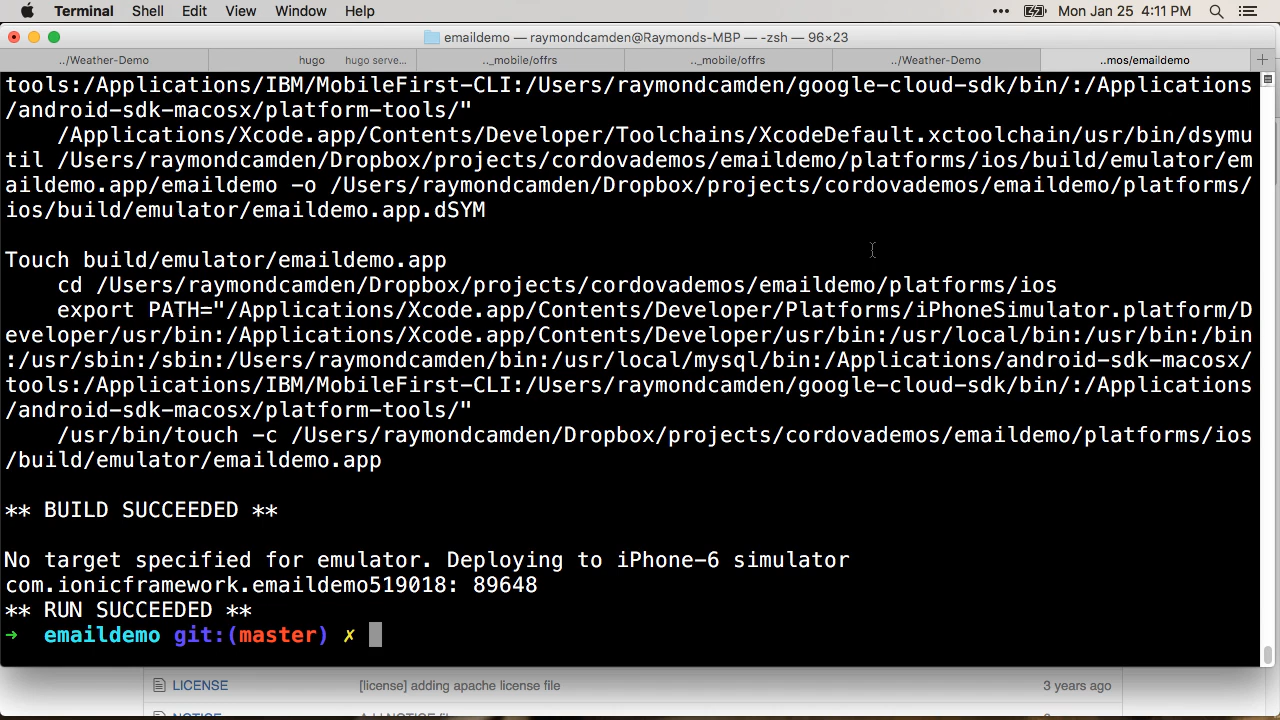 Terminal Shell Edit View Window Help ••• Mon Jan 25 4:11 PM
emaildemo — raymondcamden@Raymonds-MBP — -zsh — 96×23
../Weather-Demo hugo hugo serve... .._mobile/offrs .._mobile/offrs ../Weather-Demo ..mos/emaildemo +
tools:/Applications/IBM/MobileFirst-CLI:/Users/raymondcamden/google-cloud-sdk/bin/:/Applications
/android-sdk-macosx/platform-tools/"
/Applications/Xcode.app/Contents/Developer/Toolchains/XcodeDefault.xctoolchain/usr/bin/dsymu
til /Users/raymondcamden/Dropbox/projects/cordovademos/emaildemo/platforms/ios/build/emulator/em
aildemo.app/emaildemo -o /Users/raymondcamden/Dropbox/projects/cordovademos/emaildemo/platforms/
ios/build/emulator/emaildemo.app.dSYM
Touch build/emulator/emaildemo.app
cd /Users/raymondcamden/Dropbox/projects/cordovademos/emaildemo/platforms/ios
export PATH="/Applications/Xcode.app/Contents/Developer/Platforms/iPhoneSimulator.platform/D
eveloper/usr/bin:/Applications/Xcode.app/Contents/Developer/usr/bin:/usr/local/bin:/usr/bin:/bin
:/usr/sbin:/sbin:/Users/raymondcamden/bin:/usr/local/mysql/bin:/Applications/android-sdk-macosx/
tools:/Applications/IBM/MobileFirst-CLI:/Users/raymondcamden/google-cloud-sdk/bin/:/Applications
/android-sdk-macosx/platform-tools/"
/usr/bin/touch -c /Users/raymondcamden/Dropbox/projects/cordovademos/emaildemo/platforms/ios
/build/emulator/emaildemo.app
** BUILD SUCCEEDED **
No target specified for emulator. Deploying to iPhone-6 simulator
com.ionicframework.emaildemo519018: 89648
** RUN SUCCEEDED **
→ emaildemo git:(master) ✗
LICENSE [license] adding apache license file 3 years ago